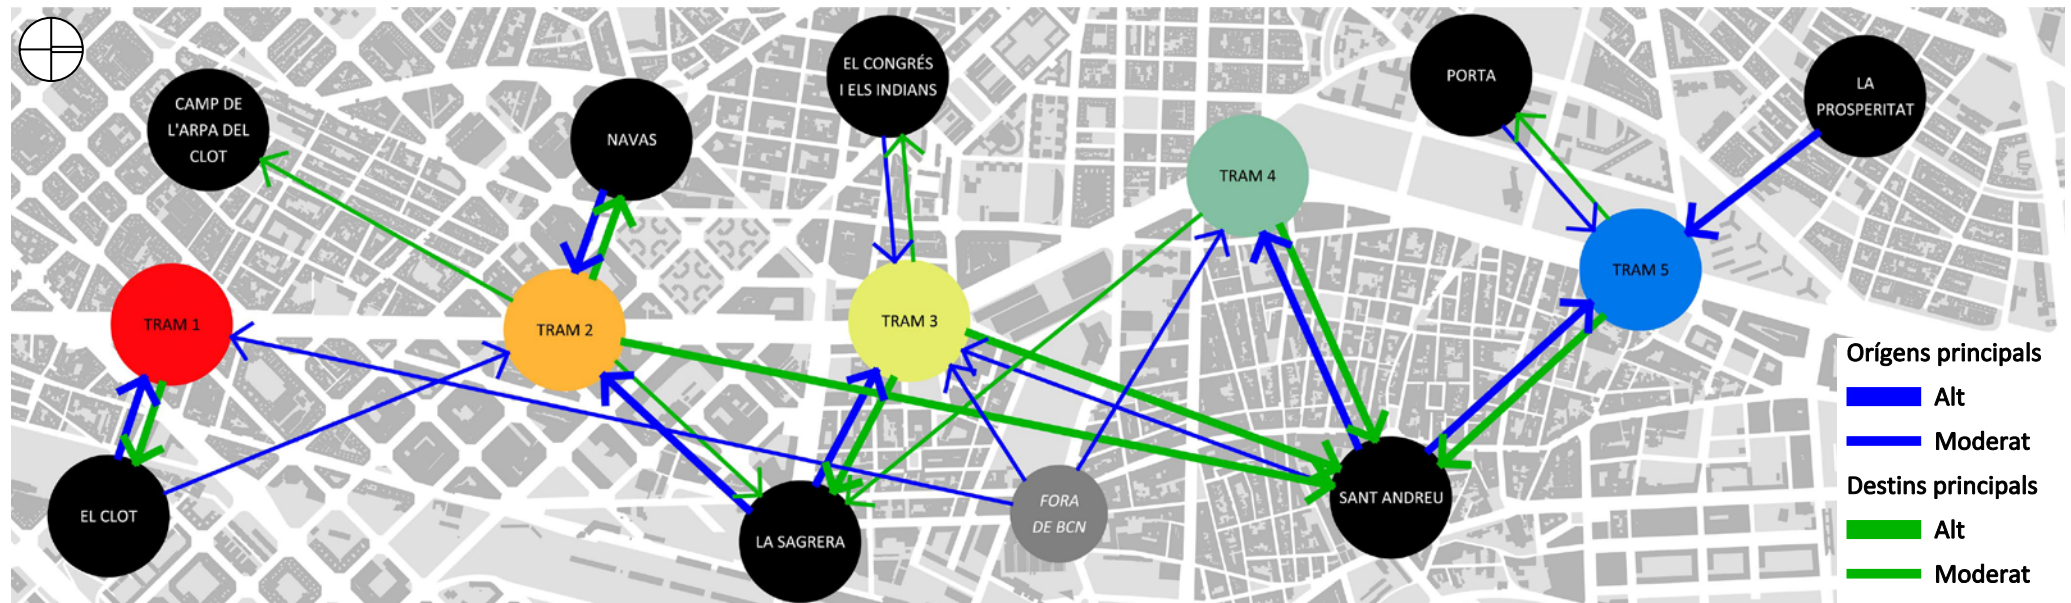 CAMP DE
L'ARPA DEL
CLOT
NAVAS
EL CONGRÉS
I ELS INDIANS
PORTA
LA
PROSPERITAT
TRAM 1
TRAM 2
TRAM 3
TRAM 4
TRAM 5
EL CLOT
LA SAGRERA
FORA
DE BCN
SANT ANDREU
Orígens principals
Alt
Moderat
Destins principals
Alt
Moderat